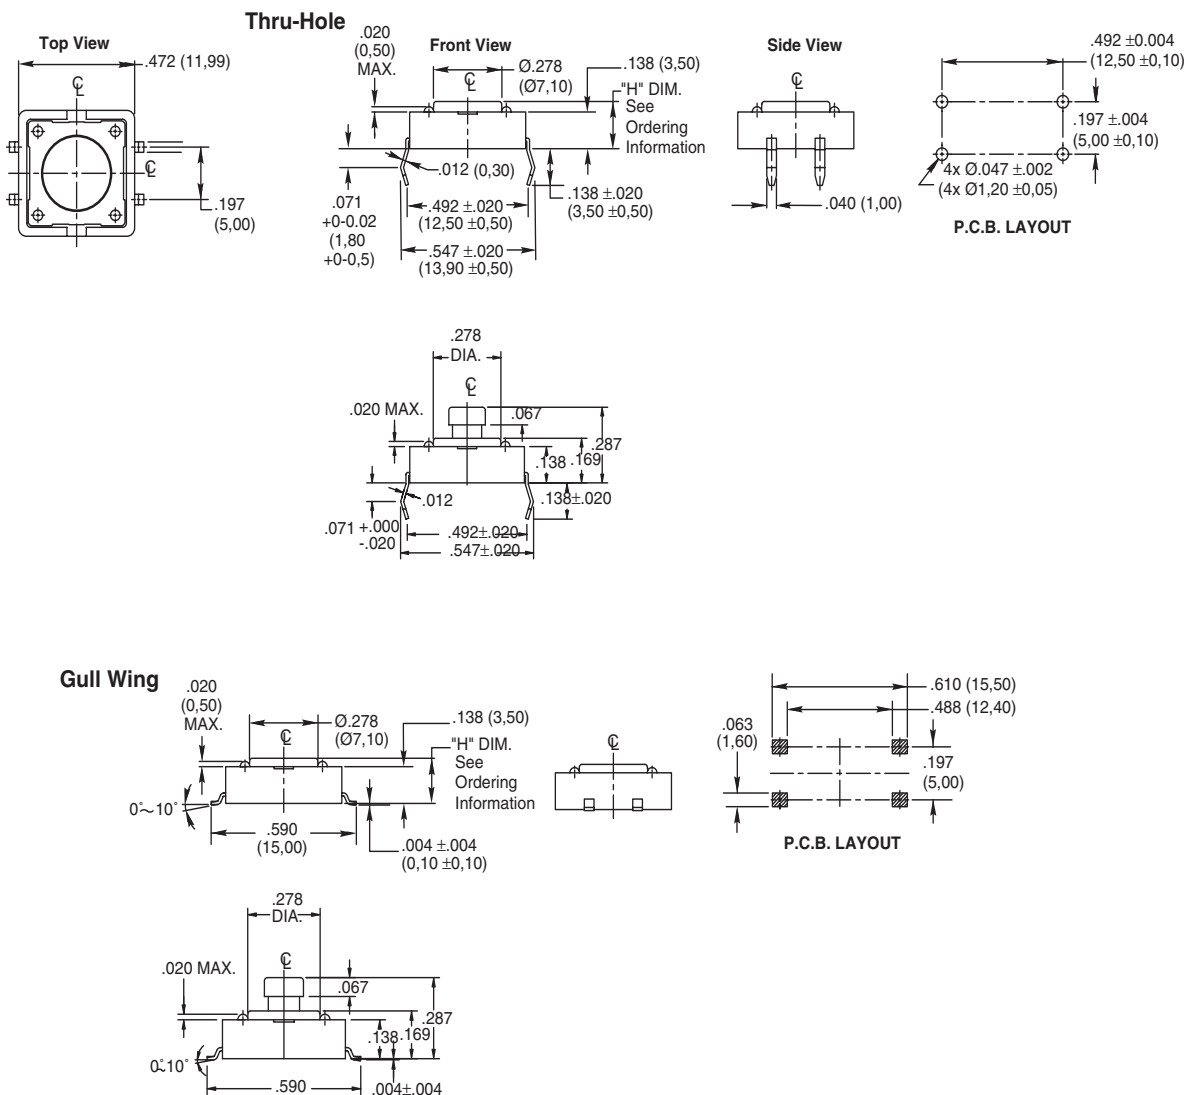 Thru-Hole
Top View
.472 (11,99)
℄
℄
.197
(5,00)
.020
(0,50)
MAX.
Front View
Ø.278
(Ø7,10)
.138 (3,50)
℄
"H" DIM.
See
Ordering
Information
.012 (0,30)
.071
+0-0.02
(1,80
+0-0,5)
.492 ±.020
(12,50 ±0,50)
.138 ±.020
(3,50 ±0,50)
.547 ±.020
(13,90 ±0,50)
Side View
℄
.040 (1,00)
.492 ±0.004
(12,50 ±0,10)
.197 ±.004
(5,00 ±0,10)
4x Ø.047 ±.002
(4x Ø1,20 ±0,05)
P.C.B. LAYOUT
.278
DIA.
℄
.020 MAX.
.067
.287
.138
.169
.012
.138±.020
.071 +.000
-.020
.492±.020
.547±.020
Gull Wing
.020
(0,50)
MAX.
Ø.278
(Ø7,10)
.138 (3,50)
℄
"H" DIM.
See
Ordering
Information
0°~10°
.590
(15,00)
.004 ±.004
(0,10 ±0,10)
℄
.610 (15,50)
.488 (12,40)
.063
(1,60)
.197
(5,00)
P.C.B. LAYOUT
.278
DIA.
℄
.020 MAX.
.067
.287
.138
.169
0~10°
.590
.004±.004